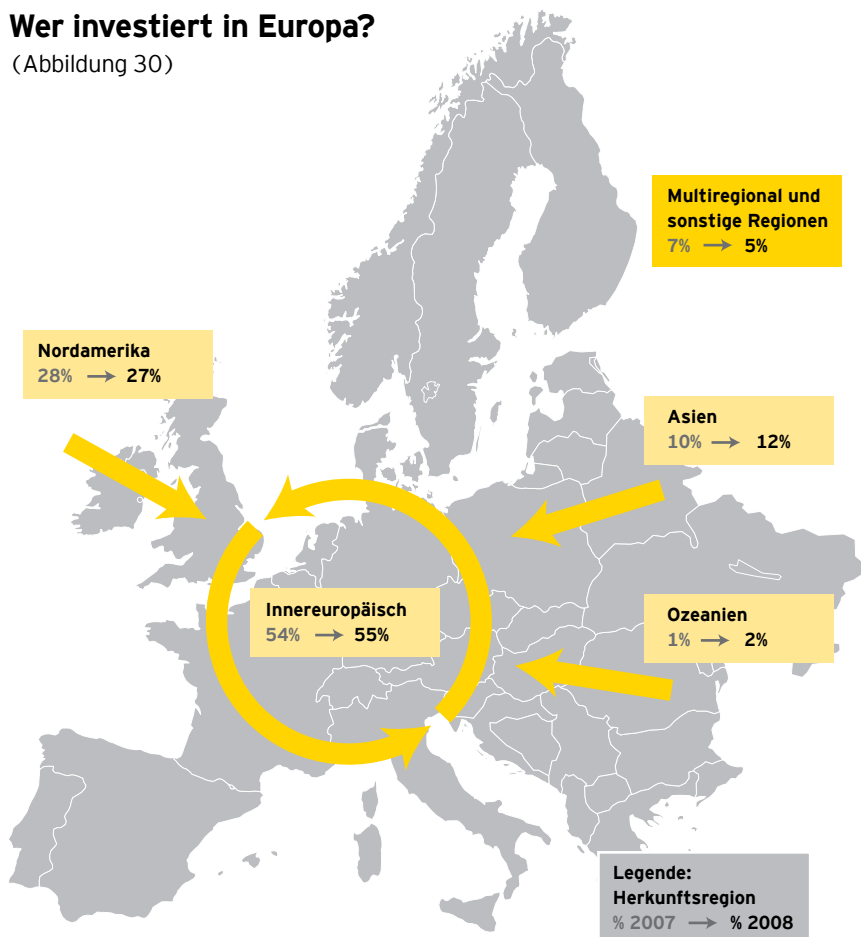 Wer investiert in Europa?
(Abbildung 30)
Multiregional und
sonstige Regionen
7% → 5%
Nordamerika
28% → 27%
Asien
10% → 12%
Innereuropäisch
54% → 55%
Ozeanien
1% → 2%
Legende:
Herkunftsregion
% 2007 → % 2008